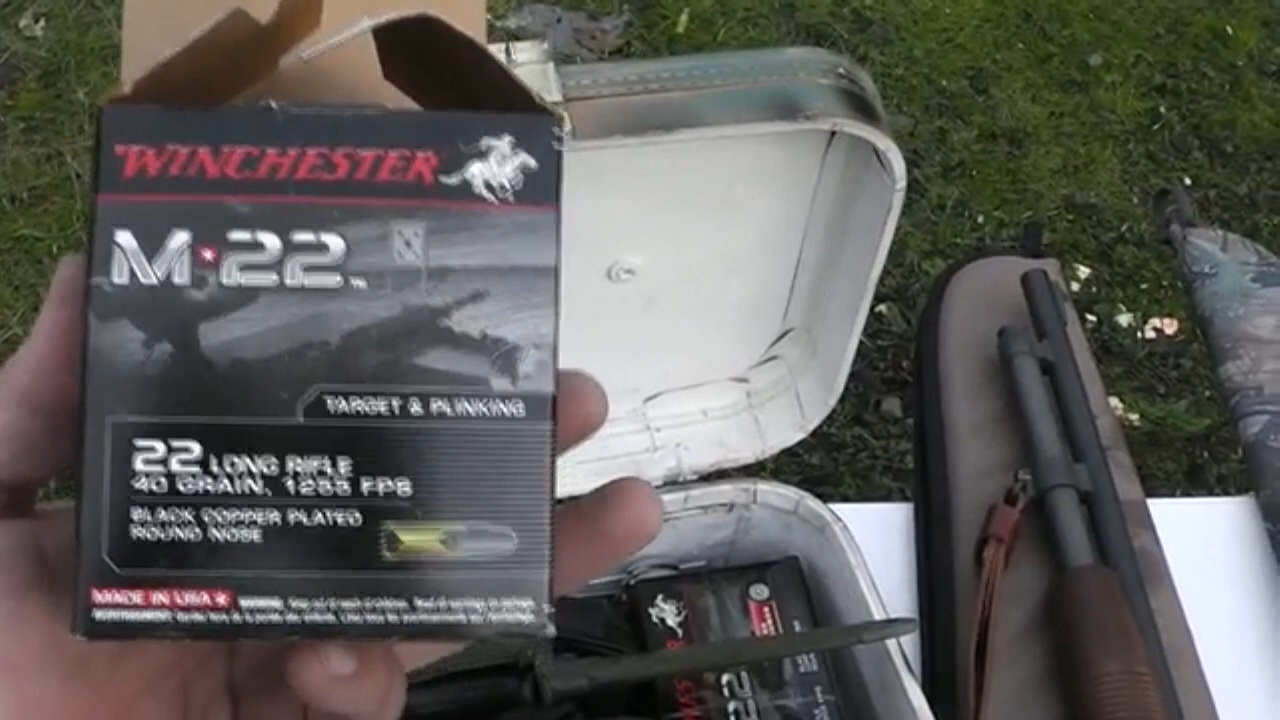 WINCHESTER
M★22
TARGET & PLINKING
22 LONG RIFLE
40 GRAIN, 1255 FPS
BLACK COPPER PLATED
ROUND NOSE
MADE IN USA★ WARNING:
22